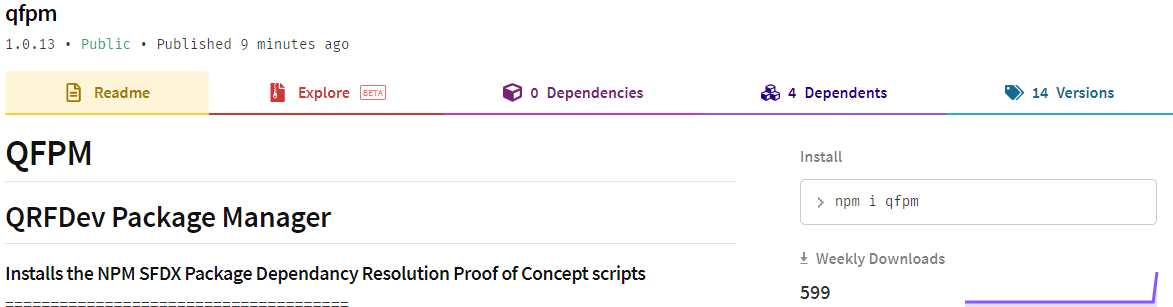 qfpm
1.0.13 • Public • Published 9 minutes ago
Readme
Explore BETA
0 Dependencies
4 Dependents
14 Versions
QFPM
QRFDev Package Manager
Installs the NPM SFDX Package Dependancy Resolution Proof of Concept scripts
======================================
Install
> npm i qfpm
Weekly Downloads
599